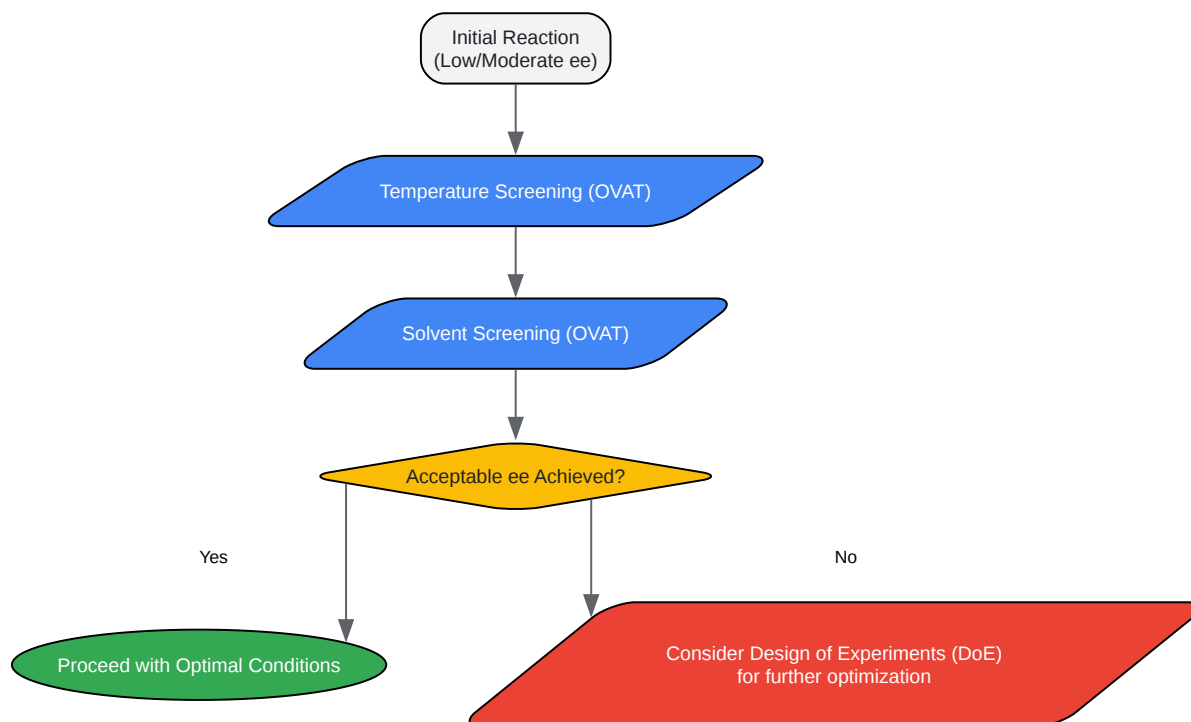 Initial Reaction
(Low/Moderate ee)
Temperature Screening (OVAT)
Solvent Screening (OVAT)
Acceptable ee Achieved?
Yes
No
Proceed with Optimal Conditions
Consider Design of Experiments (DoE)
for further optimization